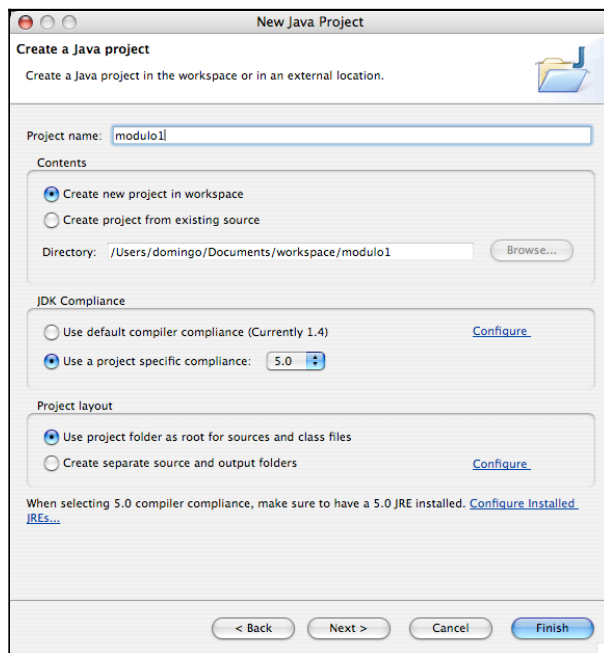 New Java Project
Create a Java project
Create a Java project in the workspace or in an external location.
Project name: modulo1
Contents
Create new project in workspace
Create project from existing source
Directory: /Users/domingo/Documents/workspace/modulo1 Browse...
JDK Compliance
Use default compiler compliance (Currently 1.4) Configure
Use a project specific compliance: 5.0
Project layout
Use project folder as root for sources and class files
Create separate source and output folders Configure
When selecting 5.0 compiler compliance, make sure to have a 5.0 JRE installed. Configure Installed
JREs...
< Back Next > Cancel Finish